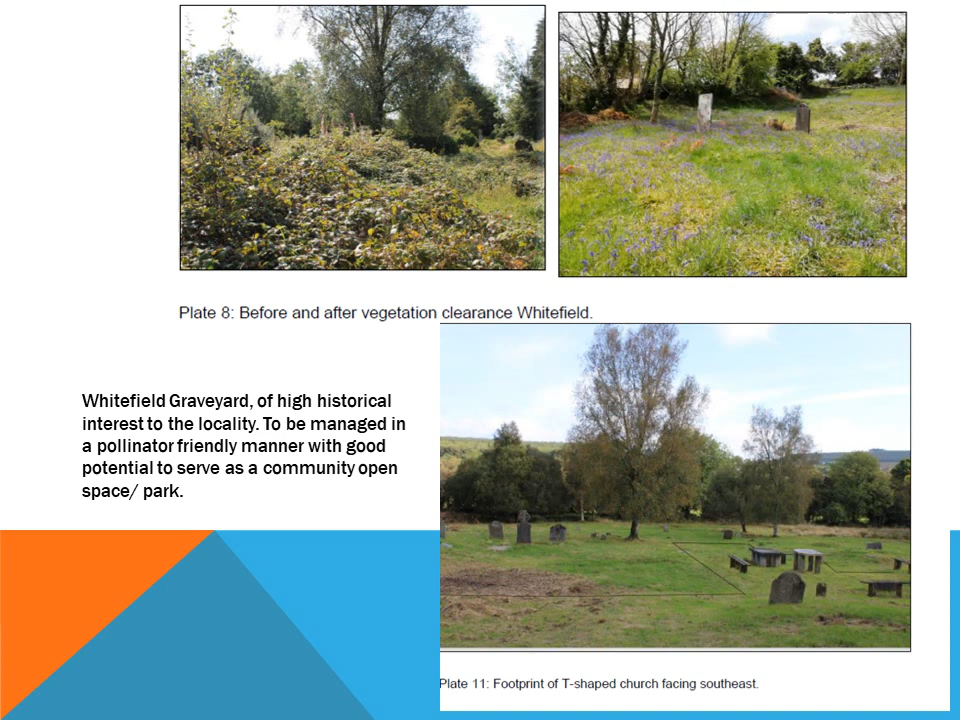 Plate 8: Before and after vegetation clearance Whitefield.
Whitefield Graveyard, of high historical
interest to the locality. To be managed in
a pollinator friendly manner with good
potential to serve as a community open
space/ park.
Plate 11: Footprint of T-shaped church facing southeast.